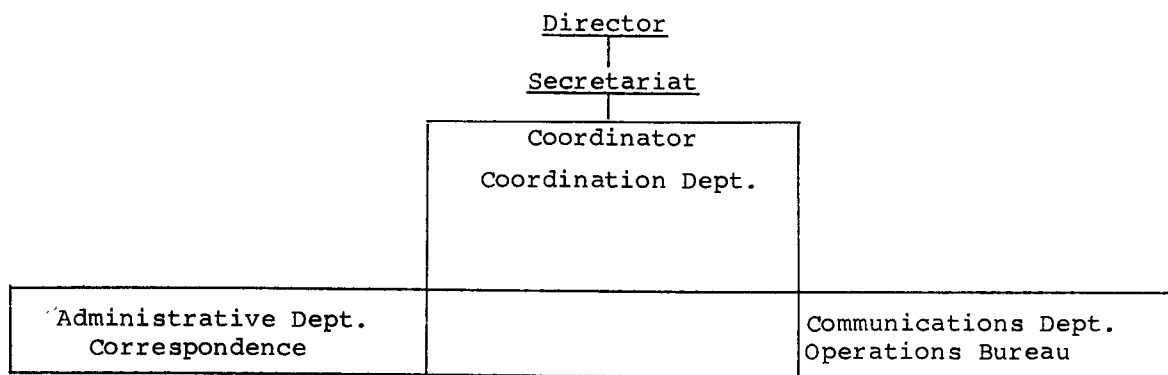 Director
Secretariat
Coordinator
Coordination Dept.
Administrative Dept.
Correspondence
Communications Dept.
Operations Bureau